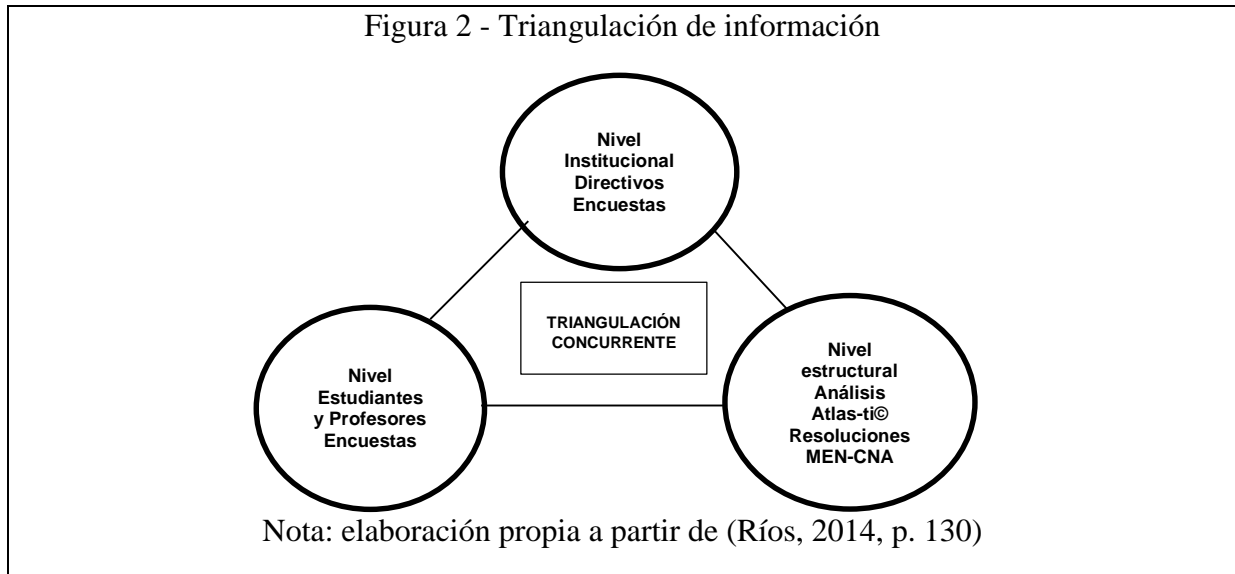 Figura 2 - Triangulación de información
Nivel
Institucional
Directivos
Encuestas
TRIANGULACIÓN
CONCURRENTE
Nivel
Estudiantes
y Profesores
Encuestas
Nivel
estructural
Análisis
Atlas-ti©
Resoluciones
MEN-CNA
Nota: elaboración propia a partir de (Ríos, 2014, p. 130)